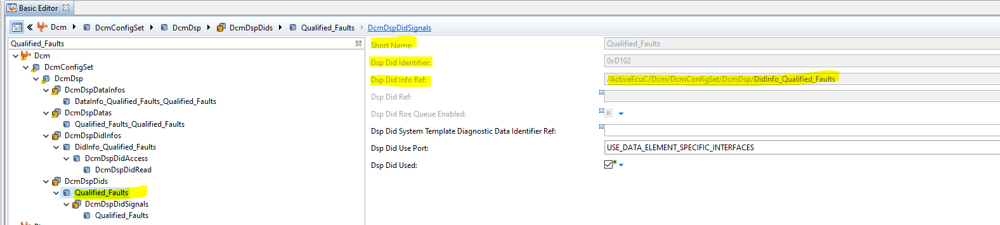 Basic Editor
Dcm DcmConfigSet DcmDsp DcmDspDids Qualified_Faults DcmDspDidSignals
Qualified_Faults
Dcm
DcmConfigSet
DcmDsp
DcmDspDataInfos
DataInfo_Qualified_Faults_Qualified_Faults
DcmDspDatas
Qualified_Faults_Qualified_Faults
DcmDspDidInfos
DidInfo_Qualified_Faults
DcmDspDidAccess
DcmDspDidRead
DcmDspDids
Qualified_Faults
DcmDspDidSignals
Qualified_Faults
Short Name: Qualified_Faults
Dsp Did Identifier: 0xD102
Dsp Did Info Ref: /ActiveEcuC/Dcm/DcmConfigSet/DcmDsp/DidInfo_Qualified_Faults
Dsp Did Ref:
Dsp Did Roe Queue Enabled:
Dsp Did System Template Diagnostic Data Identifier Ref:
Dsp Did Use Port: USE_DATA_ELEMENT_SPECIFIC_INTERFACES
Dsp Did Used: